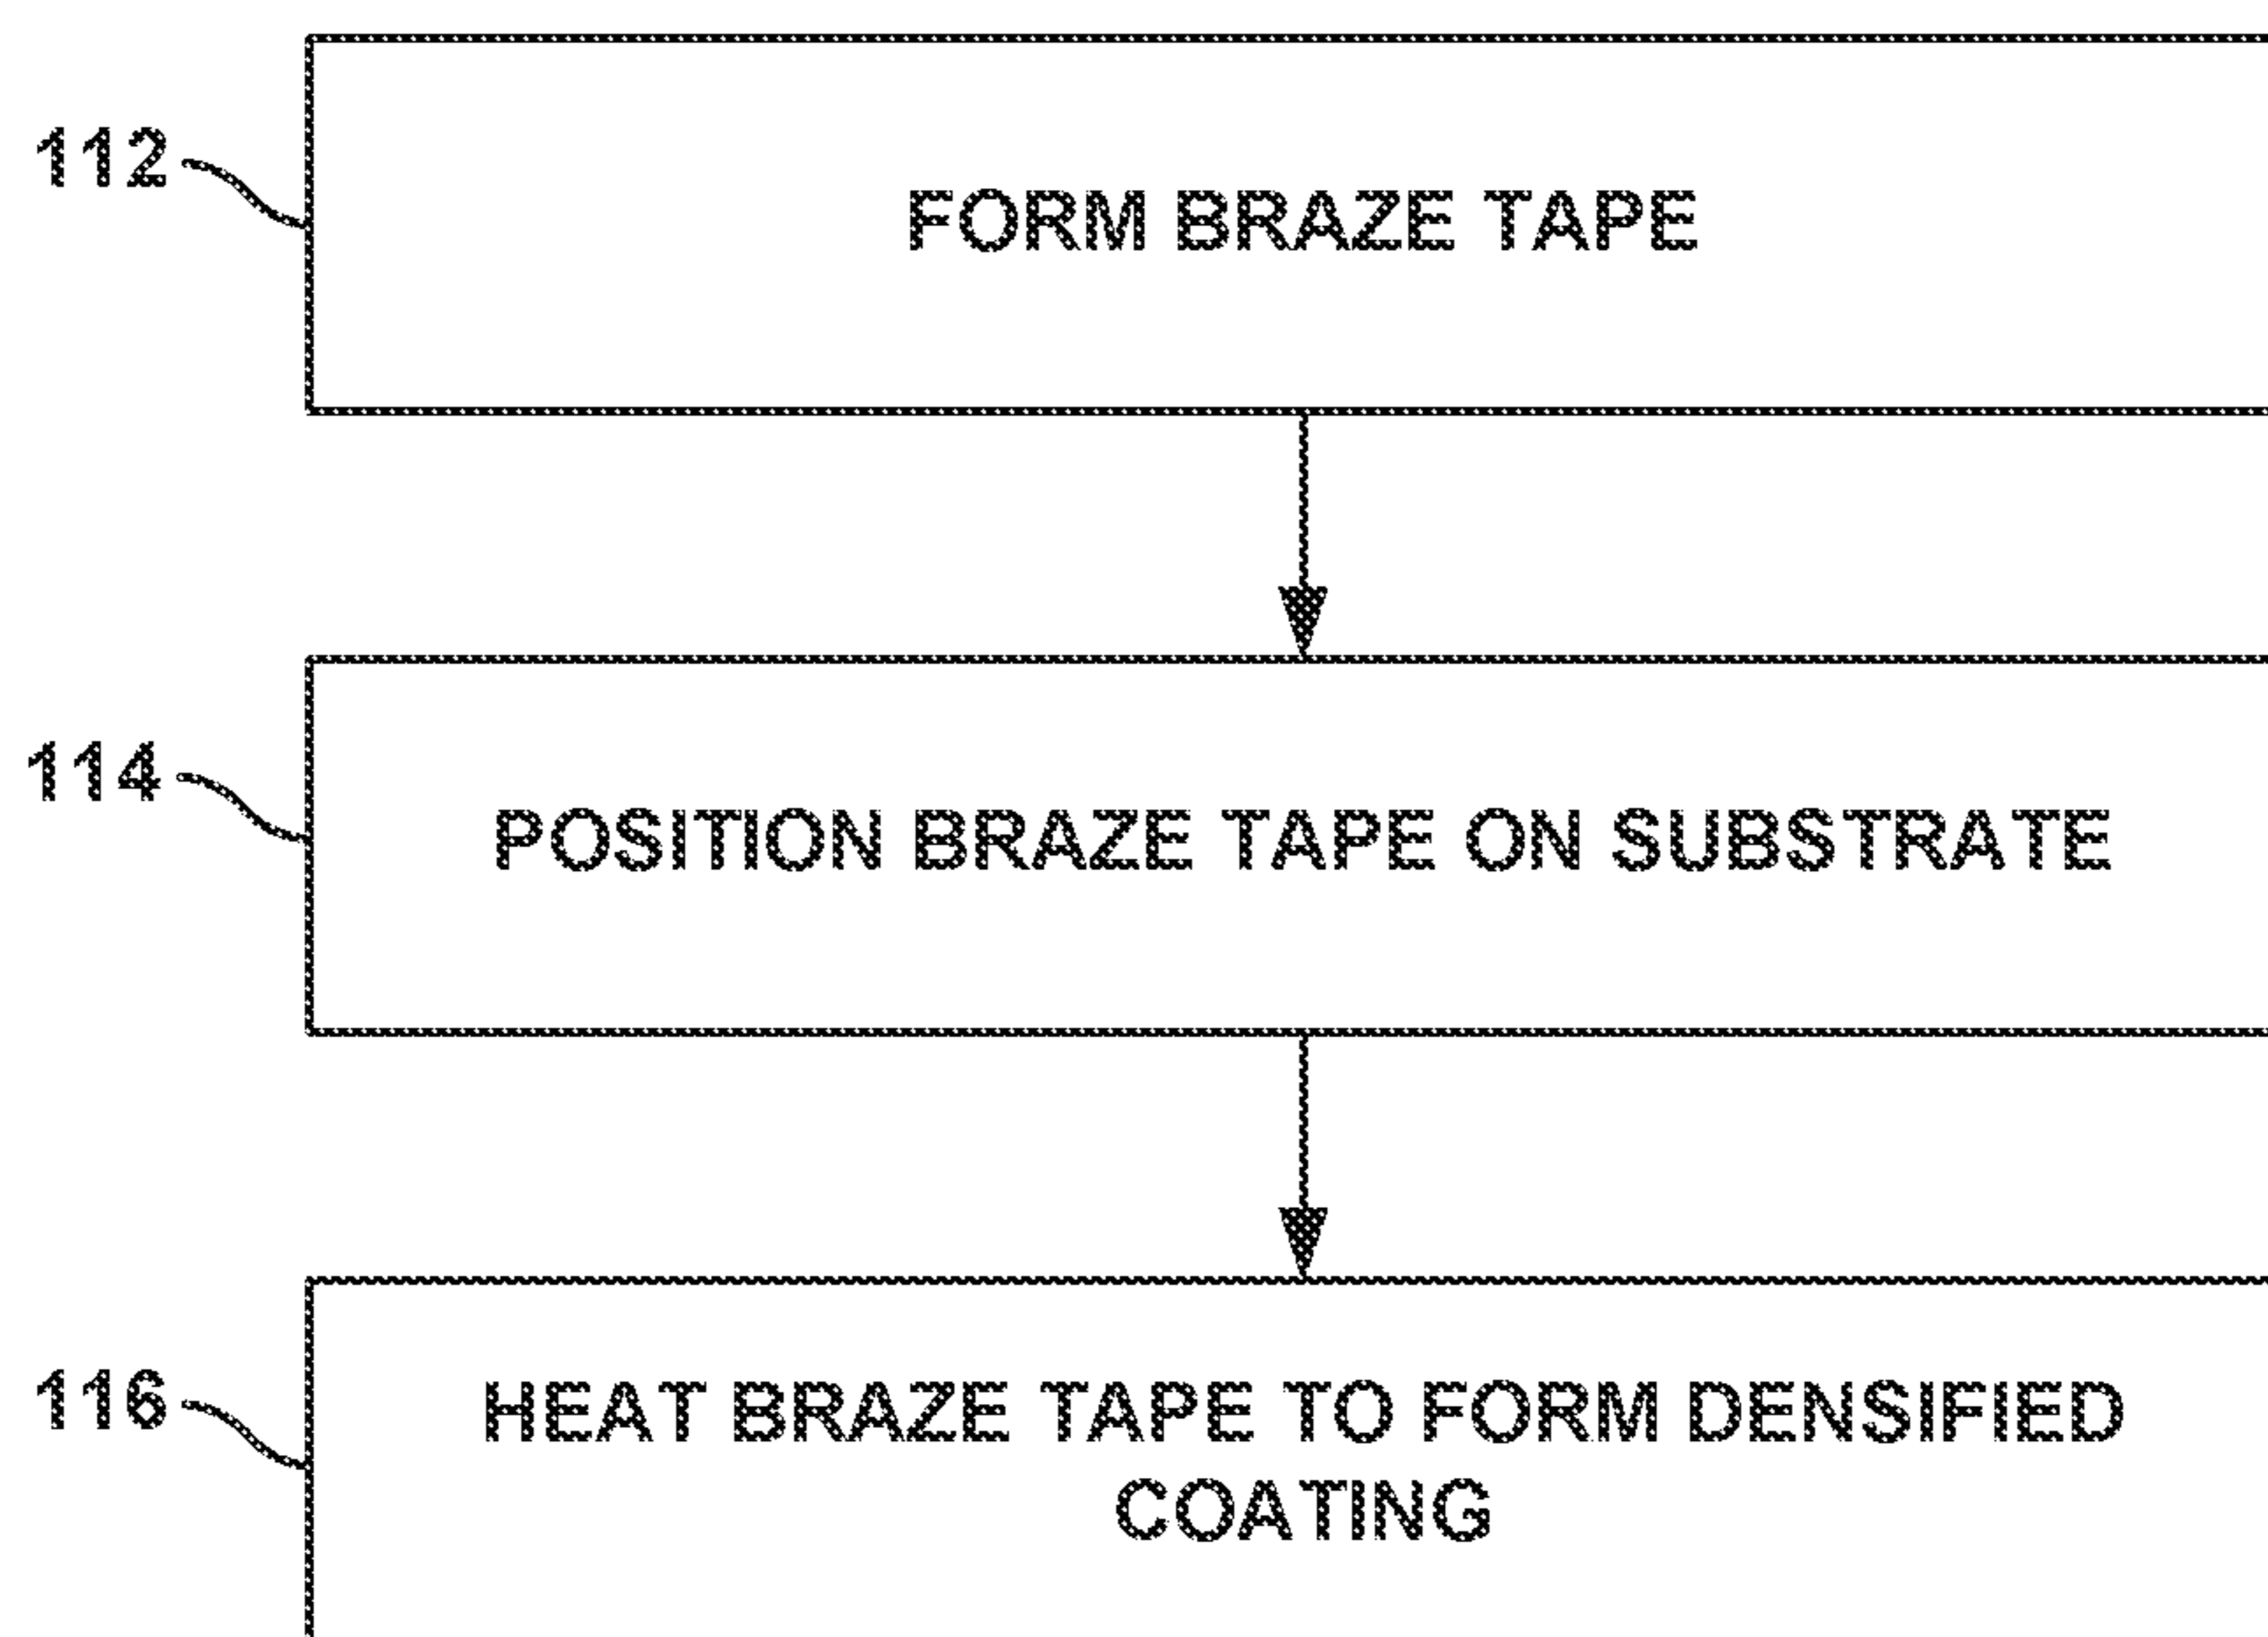 112
FORM BRAZE TAPE
114
POSITION BRAZE TAPE ON SUBSTRATE
116
HEAT BRAZE TAPE TO FORM DENSIFIED
COATING